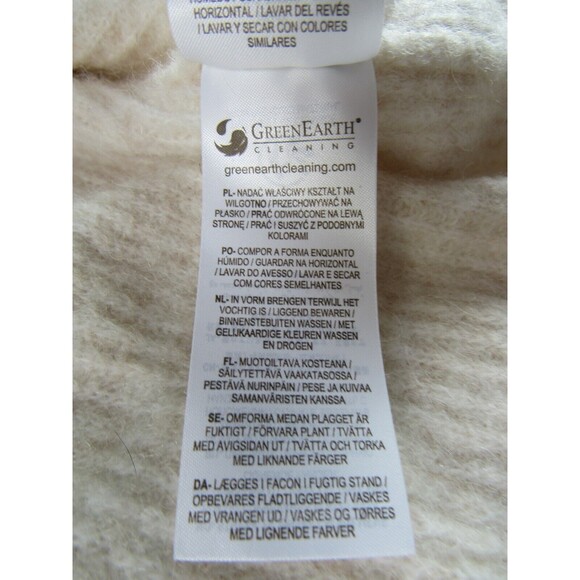 HORIZONTAL / LAVAR DEL REVÉS
/ LAVAR Y SECAR CON COLORES
SIMILARES
GREENEARTH®
CLEANING
greenearthcleaning.com
PL- NADAĆ WŁAŚCIWY KSZTAŁT NA
WILGOTNO / PRZECHOWYWAĆ NA
PŁASKO / PRAĆ ODWRÓCONE NA LEWĄ
STRONĘ / PRAĆ I SUSZYĆ Z PODOBNYMI
KOLORAMI
PO- COMPOR A FORMA ENQUANTO
HÚMIDO / GUARDAR NA HORIZONTAL
/ LAVAR DO AVESSO / LAVAR E SECAR
COM CORES SEMELHANTES
NL- IN VORM BRENGEN TERWIJL HET
VOCHTIG IS / LIGGEND BEWAREN /
BINNENSTEBUITEN WASSEN / MET
GELIJKAARDIGE KLEUREN WASSEN
EN DROGEN
FL- MUOTOILTAVA KOSTEANA /
SÄILYTETTÄVÄ VAAKATASOSSA /
PESTÄVÄ NURINPÄIN / PESE JA KUIVAA
SAMANVÄRISTEN KANSSA
SE- OMFORMA MEDAN PLAGGET ÄR
FUKTIGT / FÖRVARA PLANT / TVÄTTA
MED AVIGSIDAN UT / TVÄTTA OCH TORKA
MED LIKNANDE FÄRGER
DA- LÆGGES I FACON I FUGTIG STAND /
OPBEVARES FLADTLIGGENDE / VASKES
MED VRANGEN UD / VASKES OG TØRRES
MED LIGNENDE FARVER